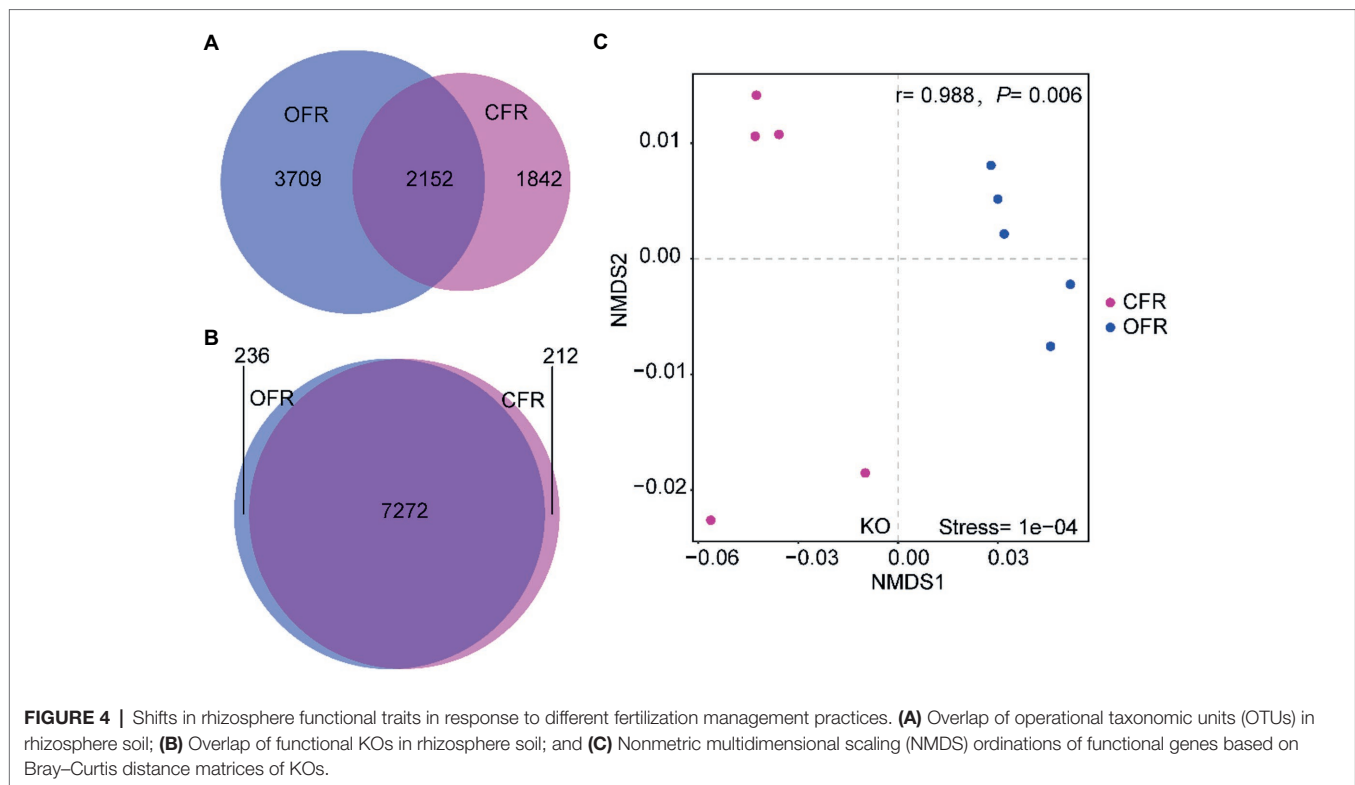 A
OFR
CFR
3709
2152
1842
B
236
212
OFR
CFR
7272
C
r= 0.988, P= 0.006
0.01
0.00
−0.01
−0.02
NMDS2
KO
Stress= 1e−04
−0.06
−0.03
0.00
0.03
NMDS1
CFR
OFR
FIGURE 4 | Shifts in rhizosphere functional traits in response to different fertilization management practices. (A) Overlap of operational taxonomic units (OTUs) in
rhizosphere soil; (B) Overlap of functional KOs in rhizosphere soil; and (C) Nonmetric multidimensional scaling (NMDS) ordinations of functional genes based on
Bray–Curtis distance matrices of KOs.